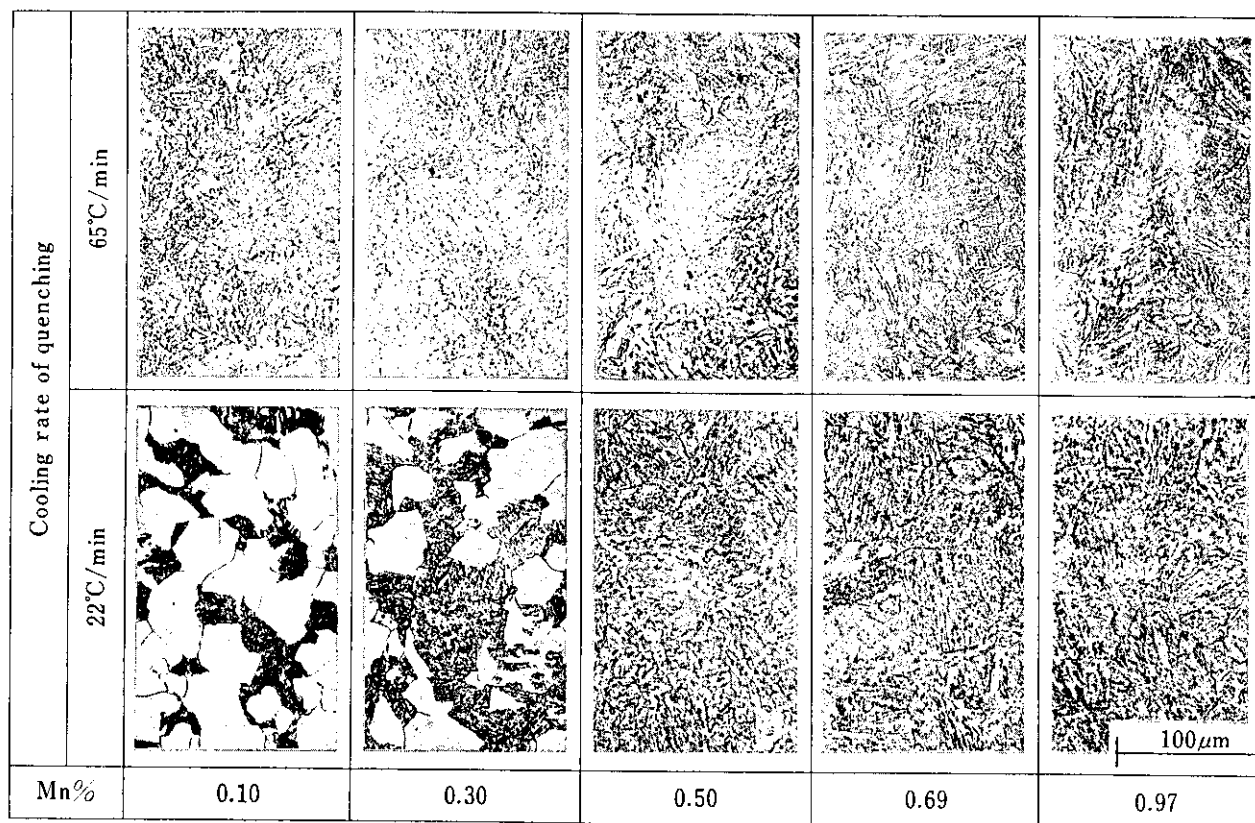 Cooling rate of quenching
65℃/min
22℃/min
100μm
Mn% 0.10 0.30 0.50 0.69 0.97